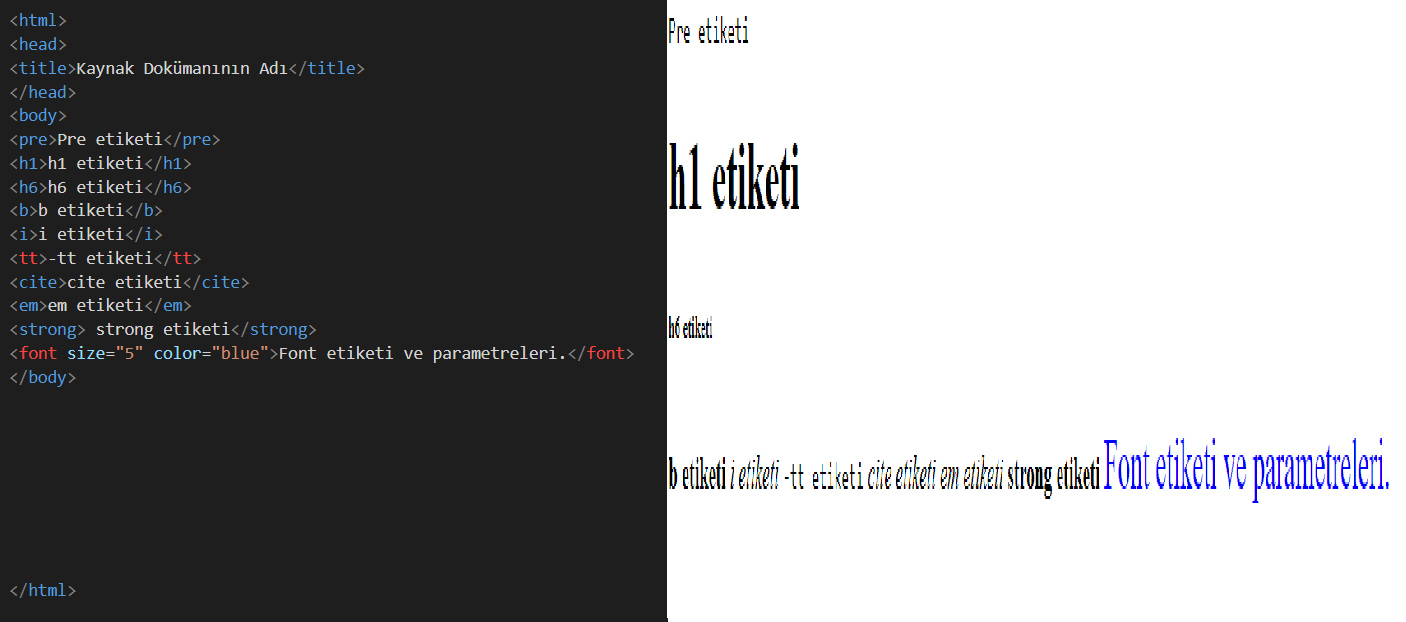 <html>
<head>
<title>Kaynak Dokümanının Adı</title>
</head>
<body>
<pre>Pre etiketi</pre>
<h1>h1 etiketi</h1>
<h6>h6 etiketi</h6>
<b>b etiketi</b>
<i>i etiketi</i>
<tt>-tt etiketi</tt>
<cite>cite etiketi</cite>
<em>em etiketi</em>
<strong> strong etiketi</strong>
<font size="5" color="blue">Font etiketi ve parametreleri.</font>
</body>
</html>
Pre etiketi
h1 etiketi
h6 etiketi
b etiketi i etiketi -tt etiketi cite etiketi em etiketi strong etiketi Font etiketi ve parametreleri.